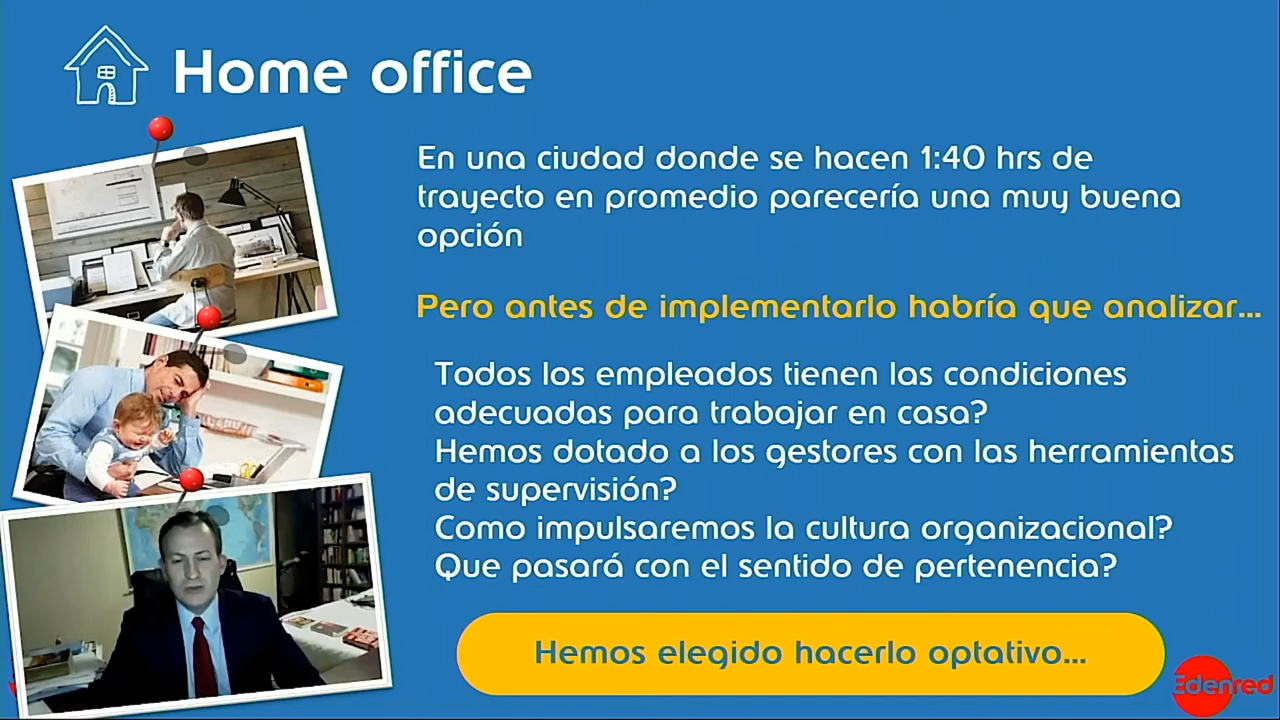 Home office
En una ciudad donde se hacen 1:40 hrs de
trayecto en promedio parecería una muy buena
opción
Pero antes de implementarlo habría que analizar...
Todos los empleados tienen las condiciones
adecuadas para trabajar en casa?
Hemos dotado a los gestores con las herramientas
de supervisión?
Como impulsaremos la cultura organizacional?
Que pasará con el sentido de pertenencia?
Hemos elegido hacerlo optativo...
Edenred